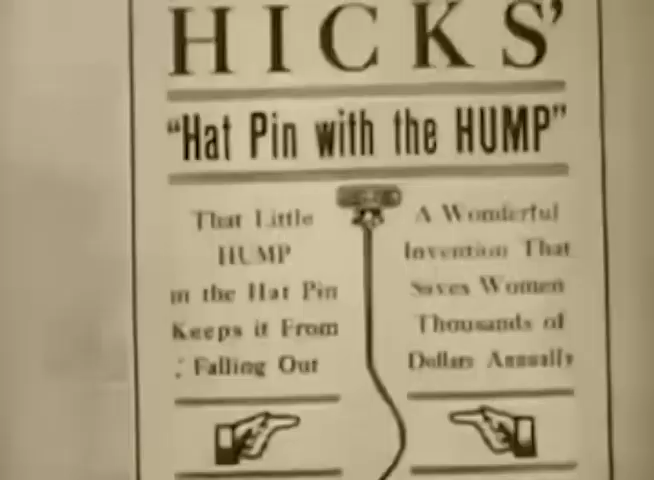 HICKS'
"Hat Pin with the HUMP"
That Little
HUMP
in the Hat Pin
Keeps it From
Falling Out
A Wonderful
Invention That
Saves Women
Thousands of
Dollars Annually